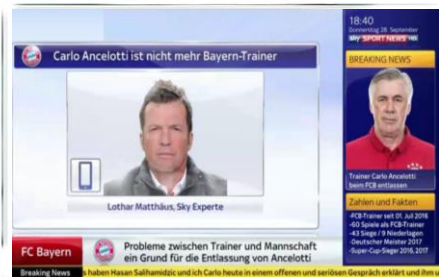 18:40
Donnerstag 28. September
sky SPORT NEWS HD
Carlo Ancelotti ist nicht mehr Bayern-Trainer
BREAKING NEWS
Lothar Matthäus, Sky Experte
Trainer Carlo Ancelotti
beim FCB entlassen
Zahlen und Fakten
-FCB-Trainer seit 01. Juli 2016
-60 Spiele als FCB-Trainer
-43 Siege / 9 Niederlagen
-Deutscher Meister 2017
-Super-Cup-Siege 2016, 2017
FC Bayern
Probleme zwischen Trainer und Mannschaft
ein Grund für die Entlassung von Ancelotti
Breaking News
s haben Hasan Salihamidzic und ich Carlo heute in einem offenen und seriösen Gespräch erklärt und ihm